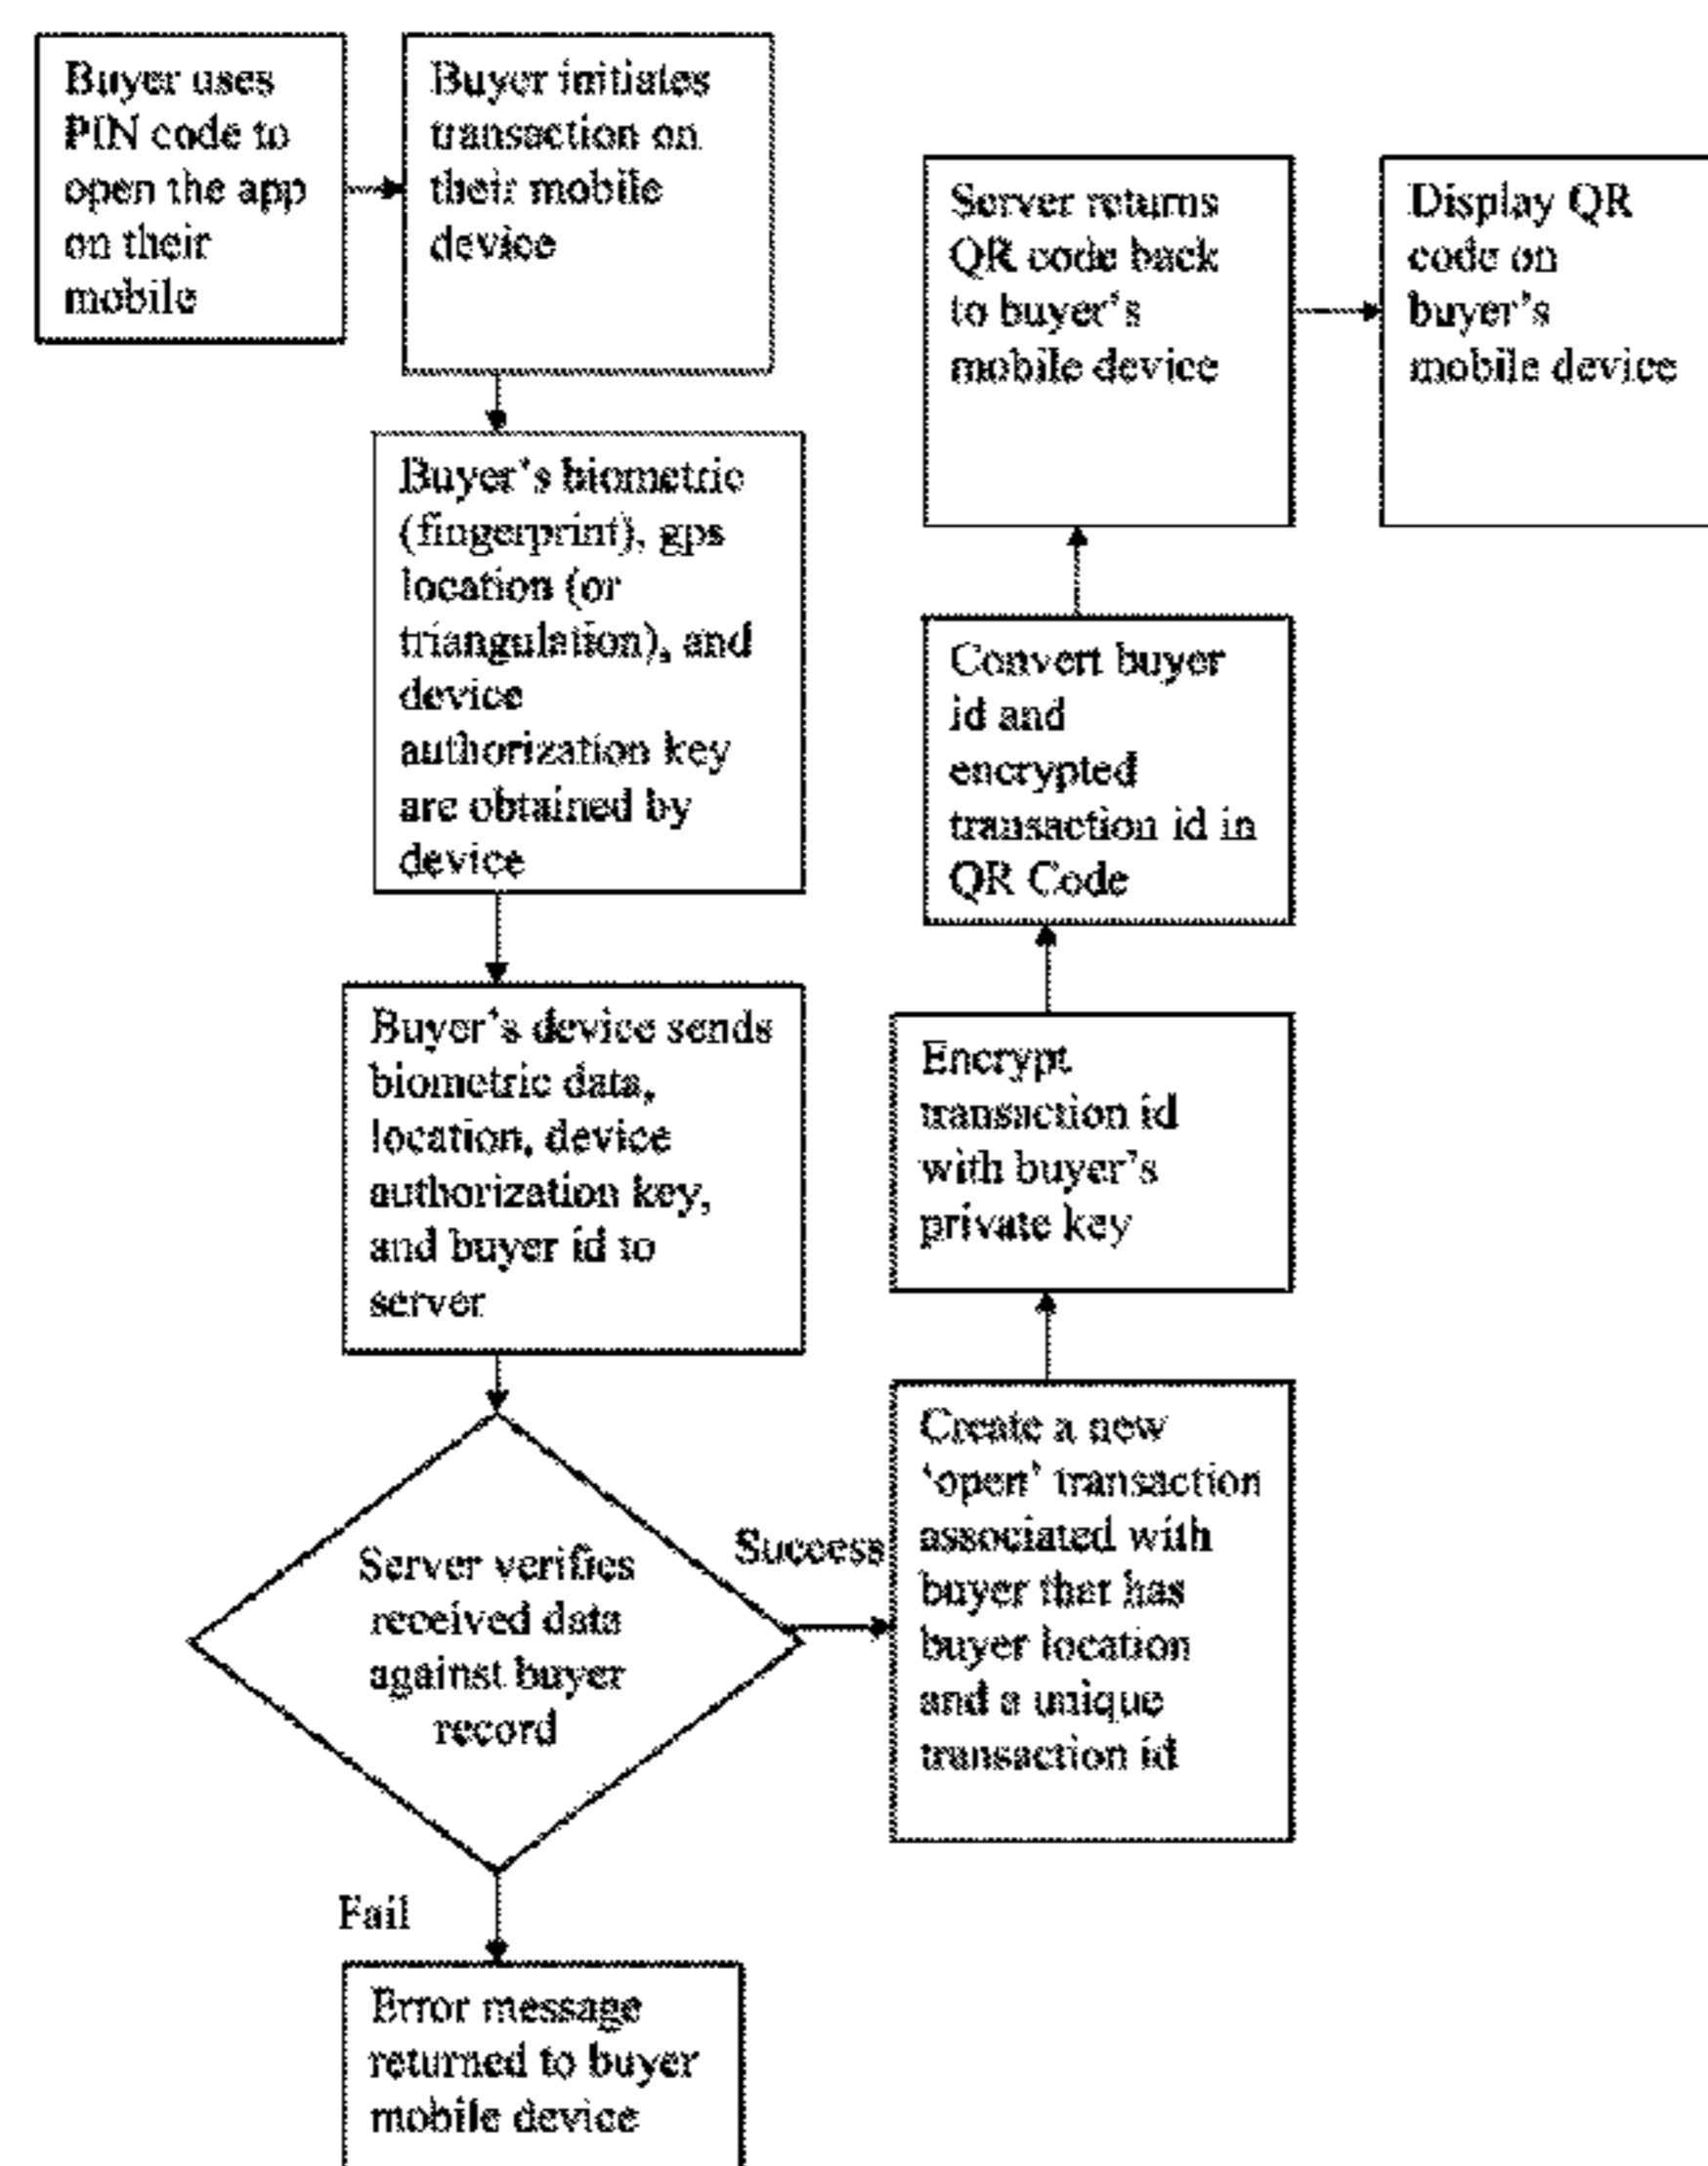 Buyer uses
PIN code to
open the app
on their
mobile
Buyer initiates
transaction on
their mobile
device
Buyer's biometric
(fingerprint), gps
location (or
triangulation), and
device
authorization key
are obtained by
device
Buyer's device sends
biometric data,
location, device
authorization key,
and buyer id to
server
Server verifies
received data
against buyer
record
Fail
Error message
returned to buyer
mobile device
Success
Create a new
'open' transaction
associated with
buyer that has
buyer location
and a unique
transaction id
Encrypt
transaction id
with buyer's
private key
Convert buyer
id and
encrypted
transaction id in
QR Code
Server returns
QR code back
to buyer's
mobile device
Display QR
code on
buyer's
mobile device